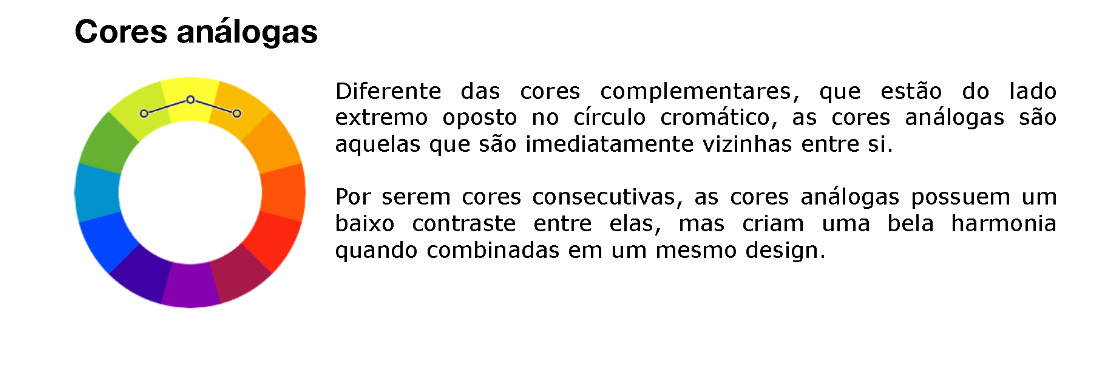 Cores análogas
Diferente das cores complementares, que estão do lado
extremo oposto no círculo cromático, as cores análogas são
aquelas que são imediatamente vizinhas entre si.
Por serem cores consecutivas, as cores análogas possuem um
baixo contraste entre elas, mas criam uma bela harmonia
quando combinadas em um mesmo design.